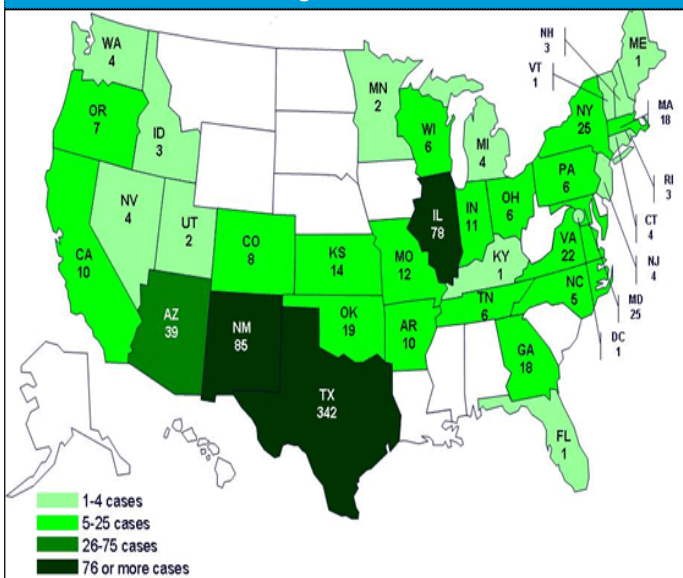 WA
4
OR
7
ID
3
NV
4
UT
2
CA
10
AZ
39
CO
8
NM
85
KS
14
OK
19
TX
342
MN
2
WI
6
IL
78
MO
12
AR
10
MI
4
IN
11
OH
6
KY
1
TN
6
GA
18
FL
1
NC
5
VA
22
PA
6
NY
25
VT
1
NH
3
ME
1
MA
18
RI
3
CT
4
NJ
4
MD
25
DC
1
1-4 cases
5-25 cases
26-75 cases
76 or more cases